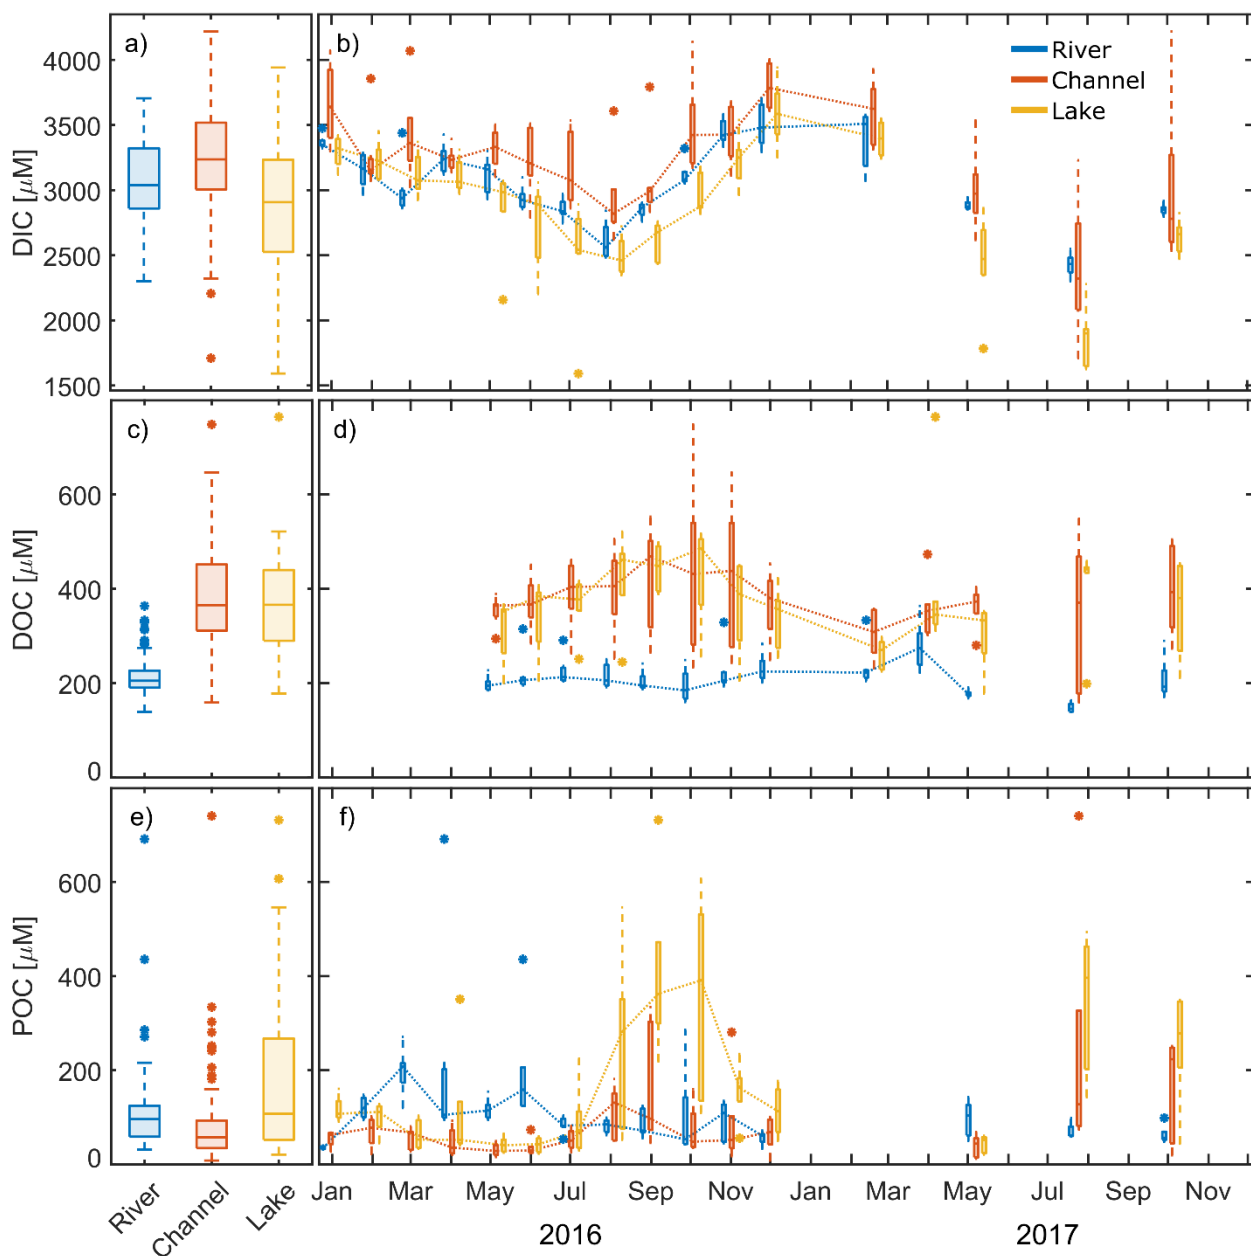 a)
b)
River
Channel
Lake
DIC [μM]
4000
3500
3000
2500
2000
1500
c)
d)
DOC [μM]
600
400
200
0
e)
f)
POC [μM]
600
400
200
0
River
Channel
Lake
Jan Mar May Jul Sep Nov Jan Mar May Jul Sep Nov
2016 2017